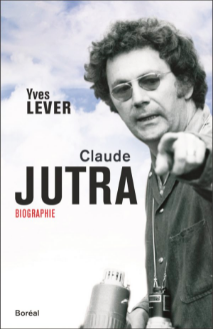 Yves
LEVER
Claude
JUTRA
BIOGRAPHIE
Boréal